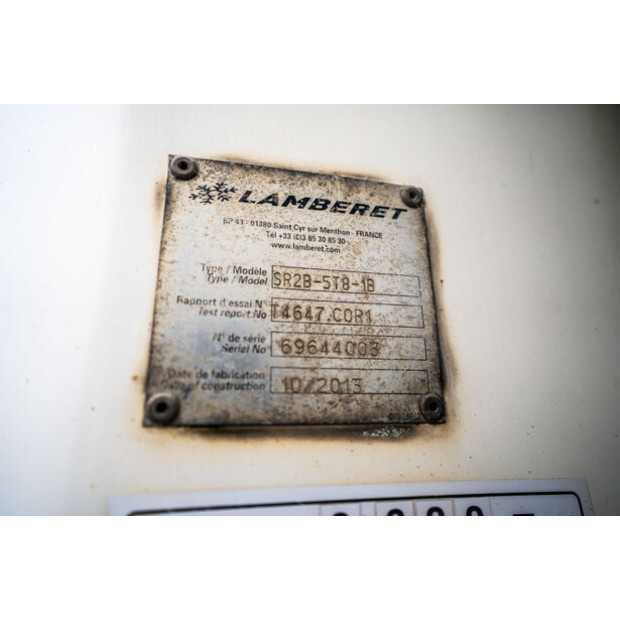 LAMBERET
BP 43 - 01380 Saint Cyr sur Menthon - FRANCE
Tel +33 (0)3 85 30 85 30
www.lamberet.com
Type / Modèle
Type / Model
SR2B-5T8-1B
Rapport d'essai N°
Test report No
14647.COR1
N° de série
Serial No
69644003
Date de fabrication
Date of construction
10/2013